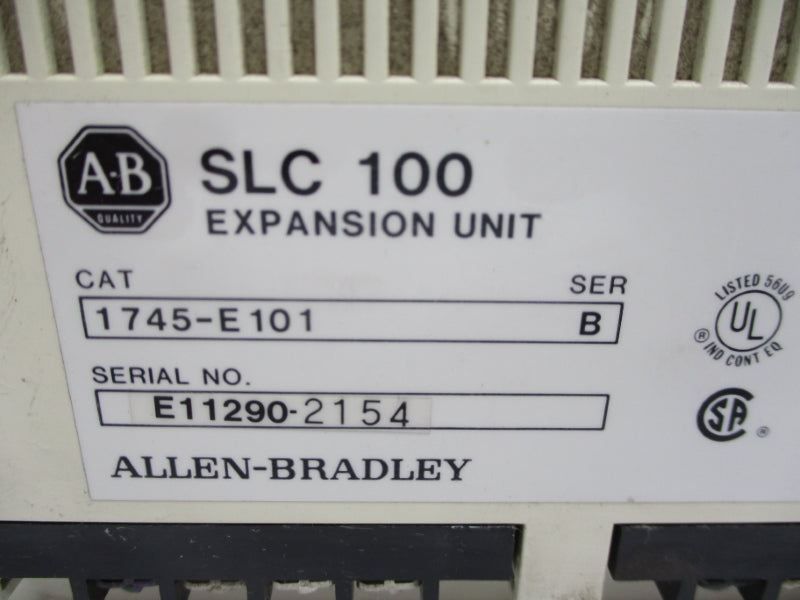 A·B
QUALITY
SLC 100
EXPANSION UNIT
CAT
SER
1745-E101
B
LISTED 56U9
UL
®
IND CONT EQ
SERIAL NO.
E11290-2154
SA ®
ALLEN-BRADLEY